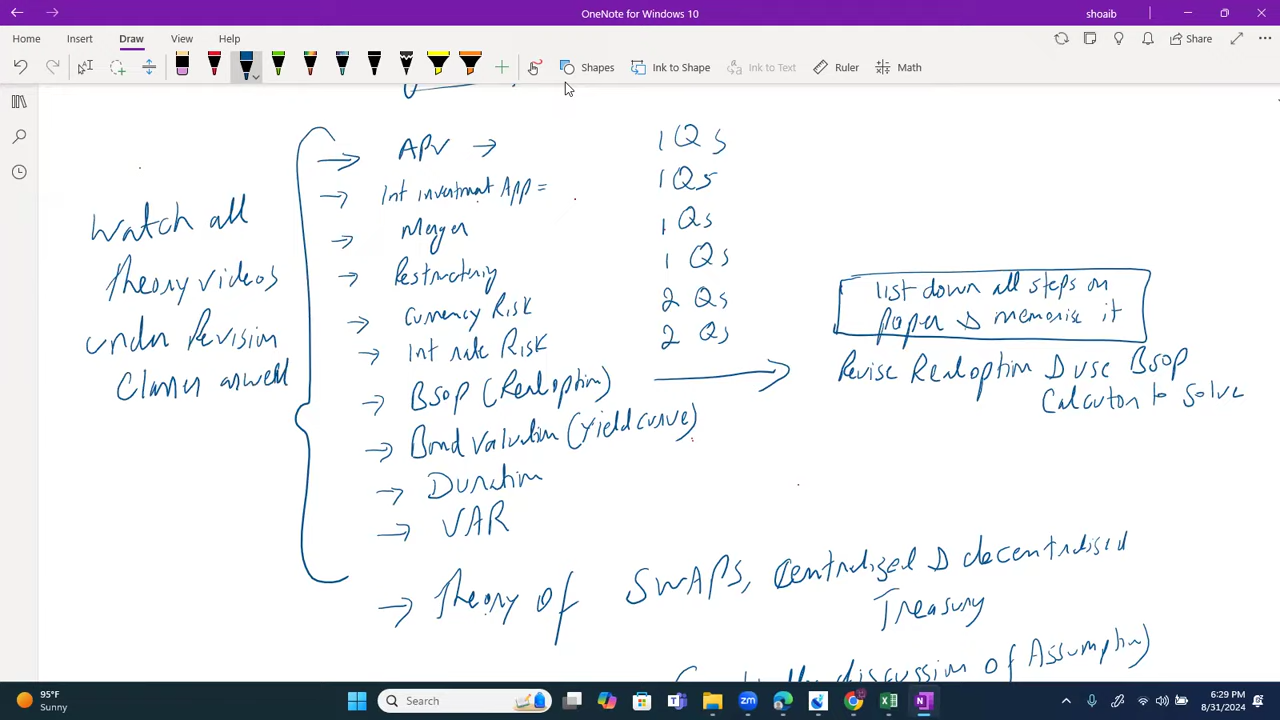 OneNote for Windows 10
shoaib
Home Insert Draw View Help
Share
Shapes Ink to Shape Ink to Text Ruler Math
APV → 1 Qs
→ Int investment App = 1 Qs
→ Merger 1 Qs
→ Restructuring 1 Qs
→ Currency Risk 2 Qs
→ Int rate Risk 2 Qs
→ BSOP (Real option)
→ Bond Valuation (Yield curve)
→ Duration
→ VAR
Watch all
theory videos
under Revision
Classes aswell
list down all steps on
paper & memorise it
Revise Real option & use BSOP
Calcuton to solve
→ Theory of SWAPS, Centralized & decentralised
Treasury
discussion of Assumption
95°F
Sunny
Search
6:29 PM
8/31/2024